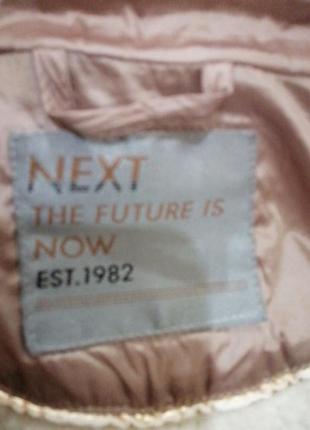 NEXT
THE FUTURE IS
NOW
EST.1982